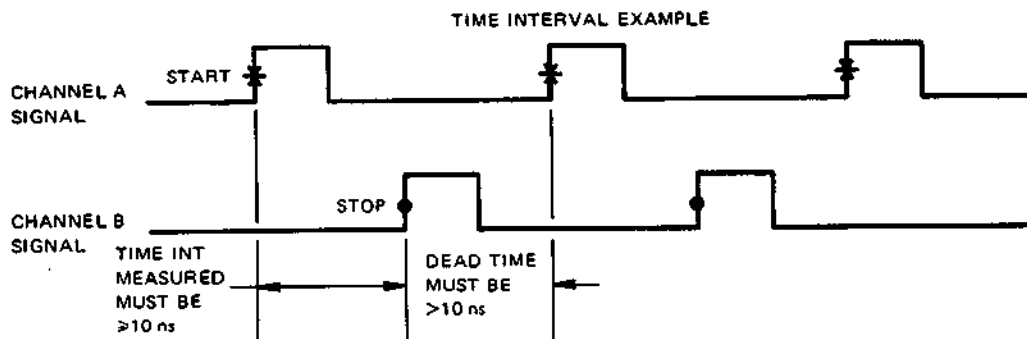 TIME INTERVAL EXAMPLE
START
CHANNEL A
SIGNAL
STOP
CHANNEL B
SIGNAL
TIME INT
MEASURED
MUST BE
≥10 ns
DEAD TIME
MUST BE
>10 ns